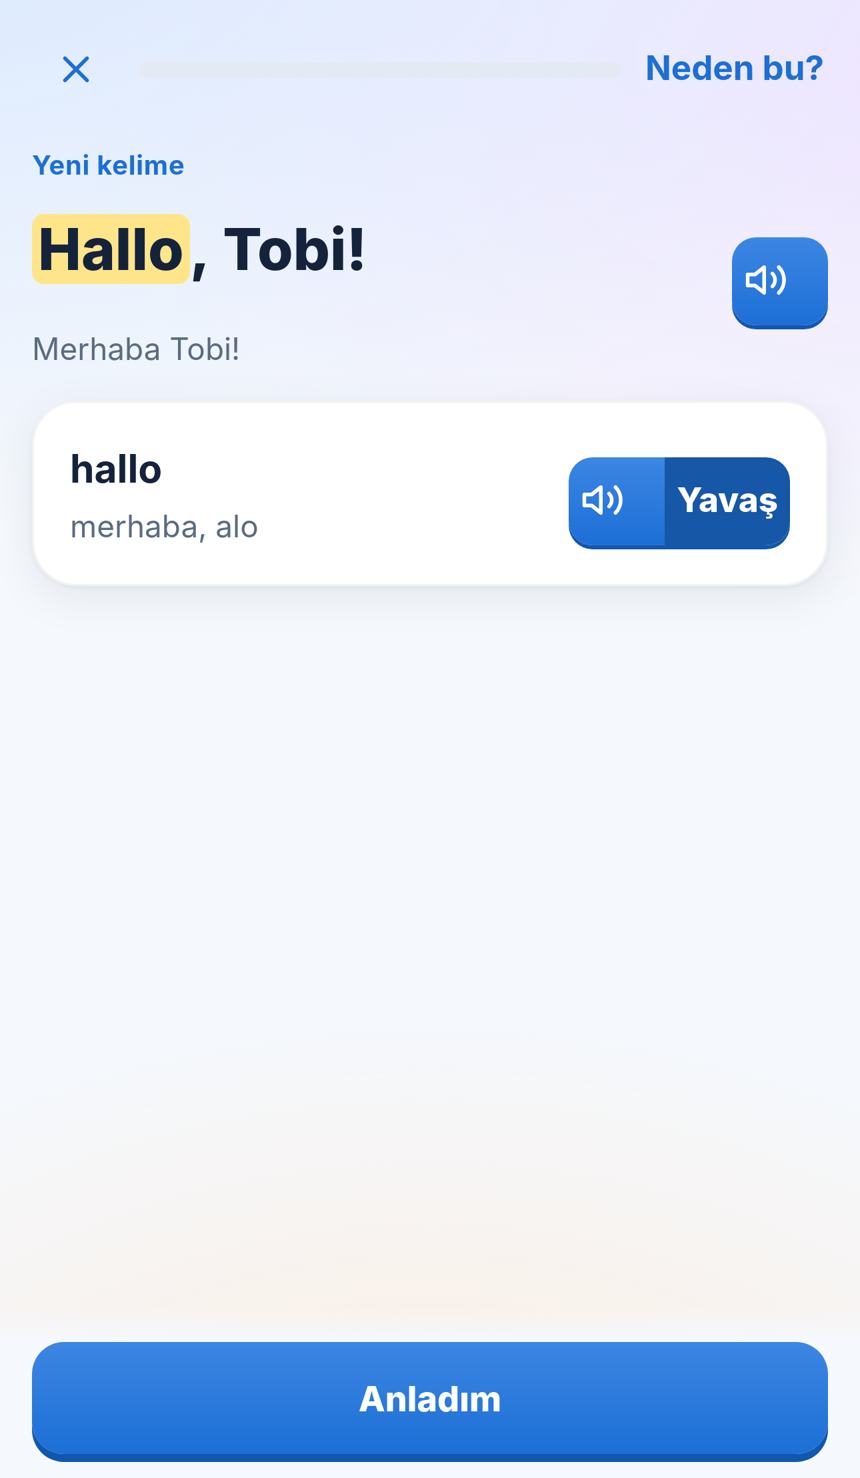 Neden bu?
Yeni kelime
Hallo, Tobi!
Merhaba Tobi!
hallo
merhaba, alo
Yavaş
Anladım